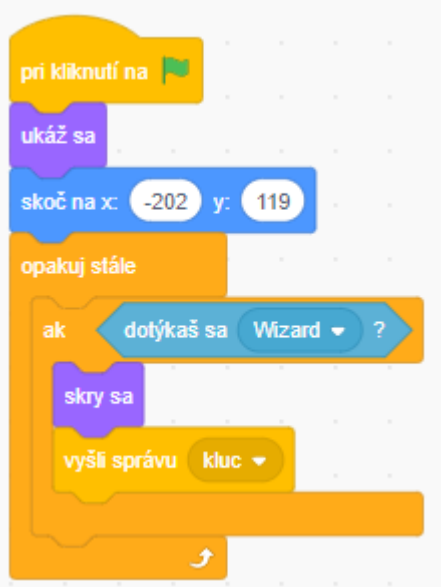 pri kliknutí na
ukáž sa
skoč na x: -202 y: 119
opakuj stále
ak dotýkaš sa Wizard ?
skry sa
vyšli správu kluc